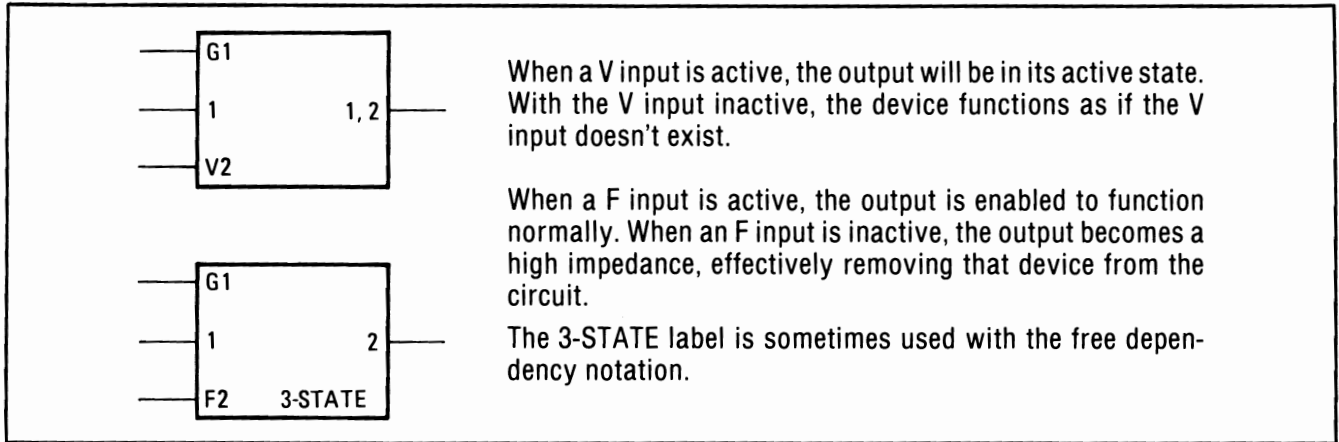 G1
1 1, 2
V2
When a V input is active, the output will be in its active state.
With the V input inactive, the device functions as if the V
input doesn't exist.
When a F input is active, the output is enabled to function
normally. When an F input is inactive, the output becomes a
high impedance, effectively removing that device from the
circuit.
G1
1 2
F2 3-STATE
The 3-STATE label is sometimes used with the free depen-
dency notation.